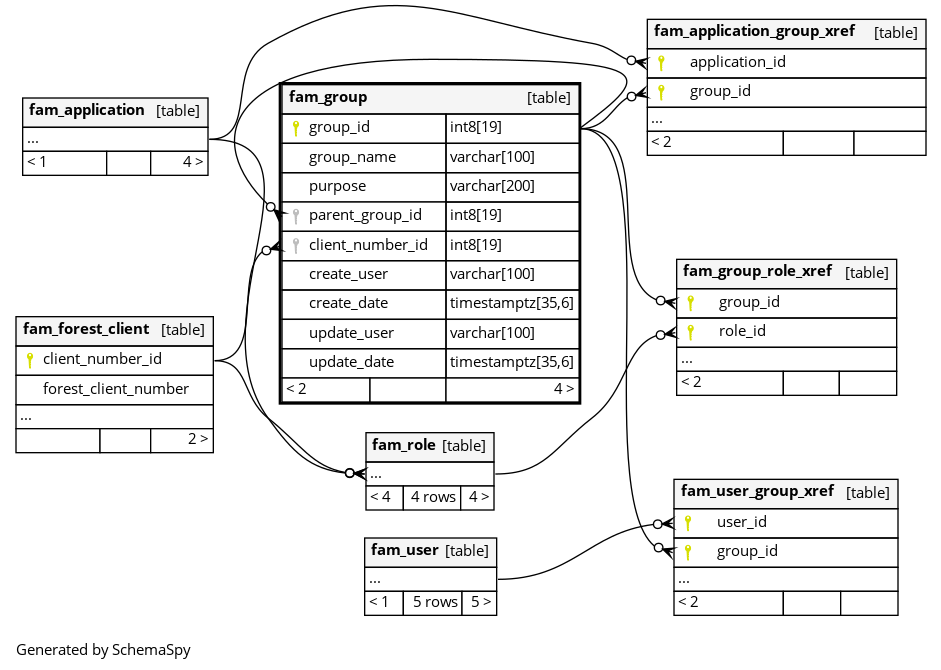 fam_application_group_xref [table]
application_id
group_id
...
< 2
fam_application [table]
...
< 1 4 >
fam_group [table]
group_id int8[19]
group_name varchar[100]
purpose varchar[200]
parent_group_id int8[19]
client_number_id int8[19]
create_user varchar[100]
create_date timestamptz[35,6]
update_user varchar[100]
update_date timestamptz[35,6]
< 2 4 >
fam_group_role_xref [table]
group_id
role_id
...
< 2
fam_forest_client [table]
client_number_id
forest_client_number
...
2 >
fam_role [table]
...
< 4 4 rows 4 >
fam_user_group_xref [table]
user_id
group_id
...
< 2
fam_user [table]
...
< 1 5 rows 5 >
Generated by SchemaSpy